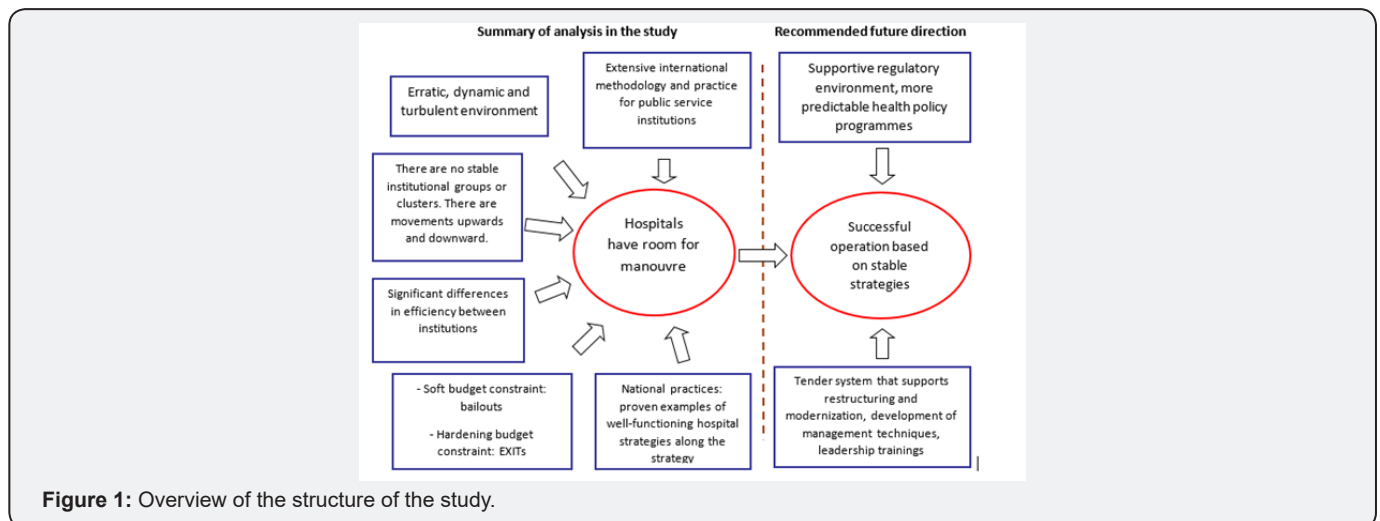 Summary of analysis in the study
Recommended future direction
Erratic, dynamic and
turbulent environment
Extensive international
methodology and practice
for public service
institutions
Supportive regulatory
environment, more
predictable health policy
programmes
There are no stable
institutional groups or
clusters. There are
movements upwards
and downward.
Hospitals
have room for
manouvre
Successful
operation based
on stable
strategies
Significant differences
in efficiency between
institutions
- Soft budget constraint:
bailouts
- Hardening budget
constraint: EXITs
National practices:
proven examples of
well-functioning hospital
strategies along the
strategy
Tender system that supports
restructuring and
modernization, development of
management techniques,
leadership trainings
Figure 1: Overview of the structure of the study.